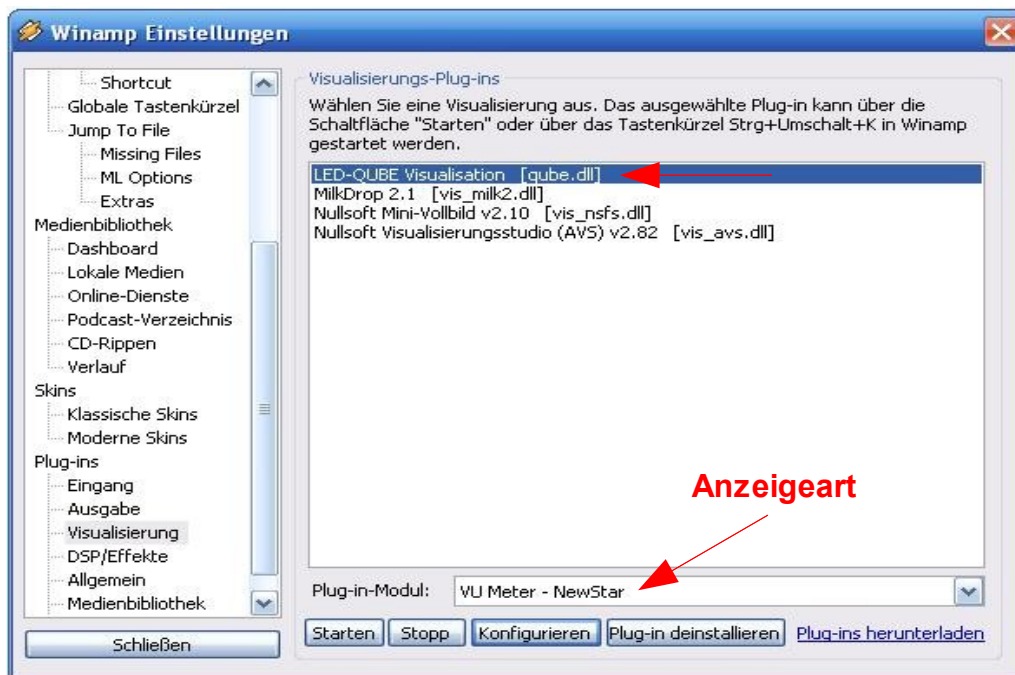 Winamp Einstellungen
Shortcut
Globale Tastenkürzel
Jump To File
Missing Files
ML Options
Extras
Medienbibliothek
Dashboard
Lokale Medien
Online-Dienste
Podcast-Verzeichnis
CD-Rippen
Verlauf
Skins
Klassische Skins
Moderne Skins
Plug-ins
Eingang
Ausgabe
Visualisierung
DSP/Effekte
Allgemein
Medienbibliothek
Schließen
Visualisierungs-Plug-ins
Wählen Sie eine Visualisierung aus. Das ausgewählte Plug-in kann über die
Schaltfläche "Starten" oder über das Tastenkürzel Strg+Umschalt+K in Winamp
gestartet werden.
LED-QUBE Visualisation [qube.dll]
MilkDrop 2.1 [vis_milk2.dll]
Nullsoft Mini-Vollbild v2.10 [vis_nsfs.dll]
Nullsoft Visualisierungsstudio (AVS) v2.82 [vis_avs.dll]
Anzeigeart
Plug-in-Modul: VU Meter - NewStar
Starten Stopp Konfigurieren Plug-in deinstallieren Plug-ins herunterladen